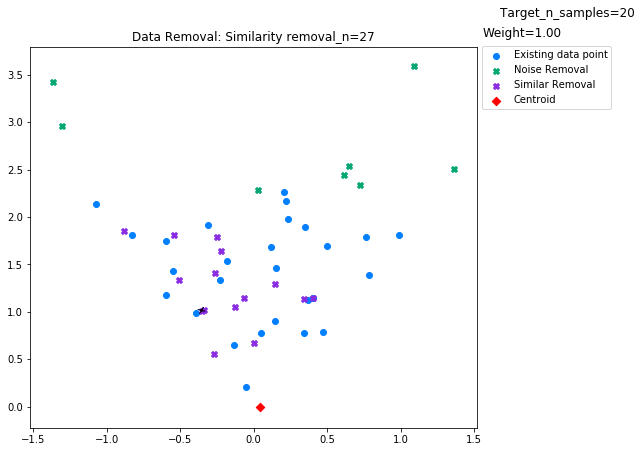 Target_n_samples=20
Weight=1.00
Data Removal: Similarity removal_n=27
Existing data point
Noise Removal
Similar Removal
Centroid
3.5
3.0
2.5
2.0
1.5
1.0
0.5
0.0
−1.5 −1.0 −0.5 0.0 0.5 1.0 1.5